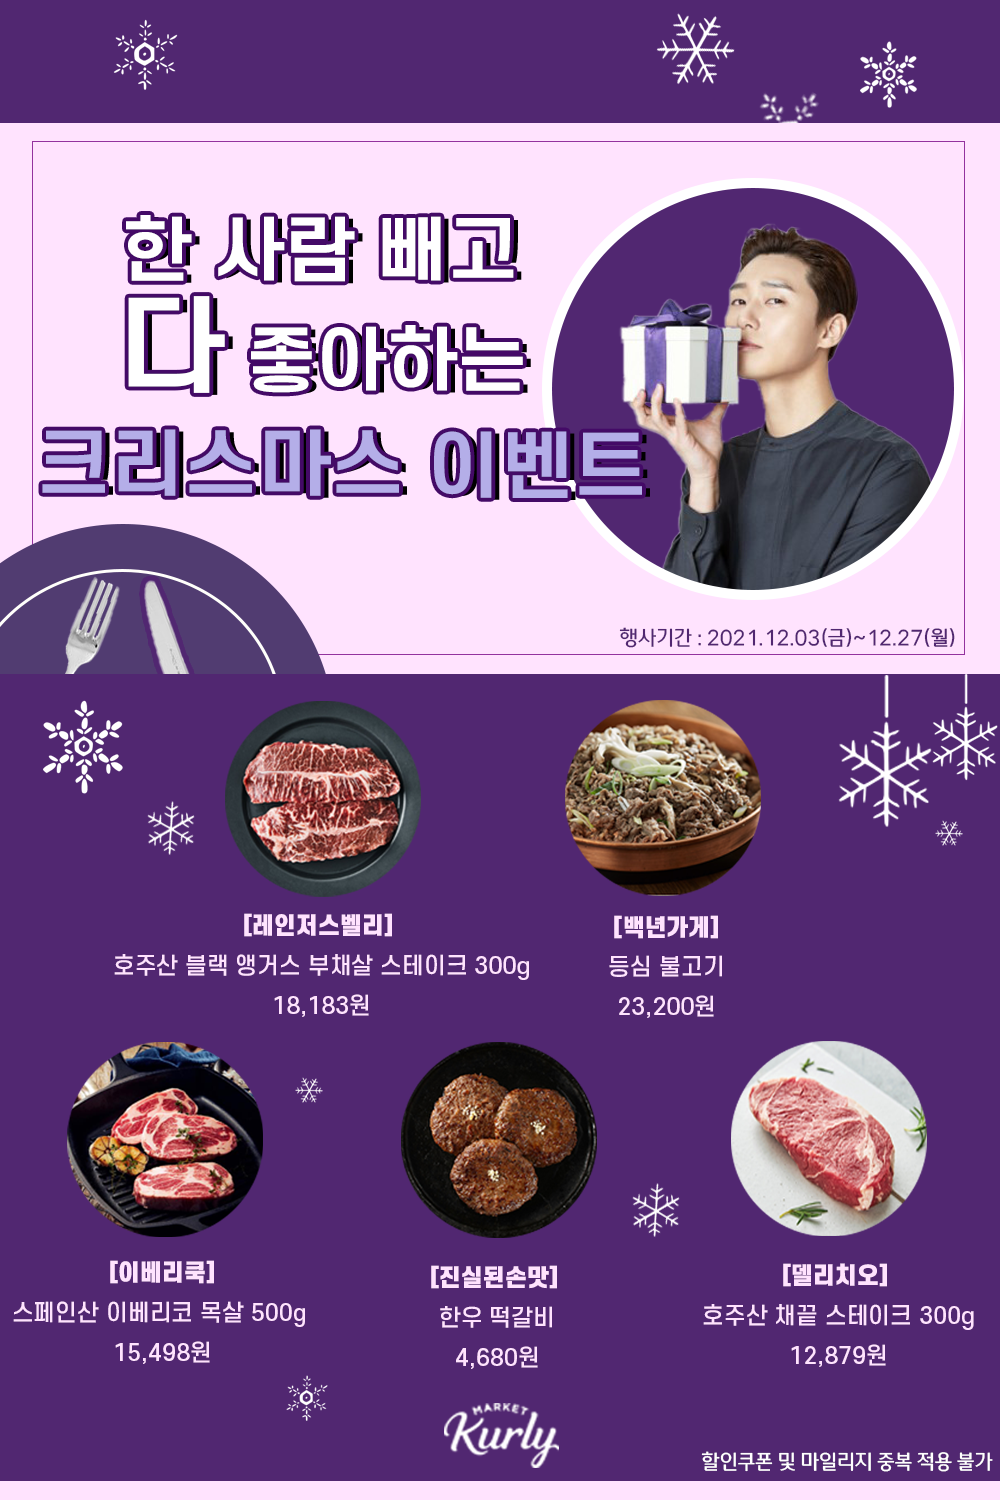 한 사람 빼고
다 좋아하는
크리스마스 이벤트
행사기간 : 2021.12.03(금)~12.27(월)
[레인저스벨리]
호주산 블랙 앵거스 부채살 스테이크 300g
18,183원
[백년가게]
등심 불고기
23,200원
[이베리쿡]
스페인산 이베리코 목살 500g
15,498원
[진실된손맛]
한우 떡갈비
4,680원
[델리치오]
호주산 채끝 스테이크 300g
12,879원
MARKET
Kurly
할인쿠폰 및 마일리지 중복 적용 불가